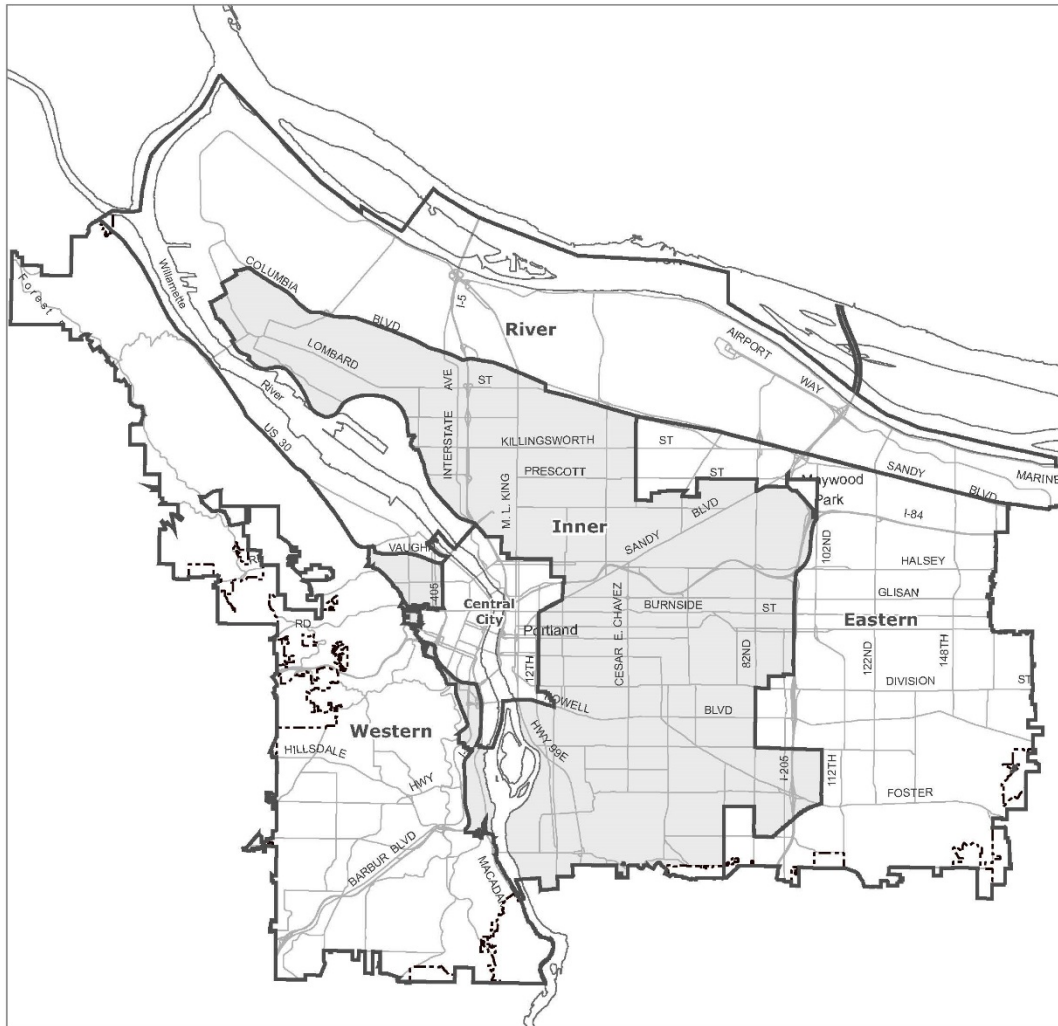 COLUMBIA
BLVD
I-5
River
Willamette
Forest
AIRPORT
WAY
LOMBARD
ST
INTERSTATE
AVE
River
US 30
KILLINGSWORTH
ST
PRESCOTT
ST
SANDY
BLVD
MARINE
Park
M. L. KING
Inner
SANDY
BLVD
I-84
102ND
HALSEY
Central
City
BURNSIDE
ST
GLISAN
Eastern
Portland
RD
12TH
CESAR E. CHAVEZ
82ND
122ND
148TH
DIVISION
ST
BLVD
Western
HWY 99E
HILLSDALE
HWY
I-205
112TH
FOSTER
BARBUR BLVD